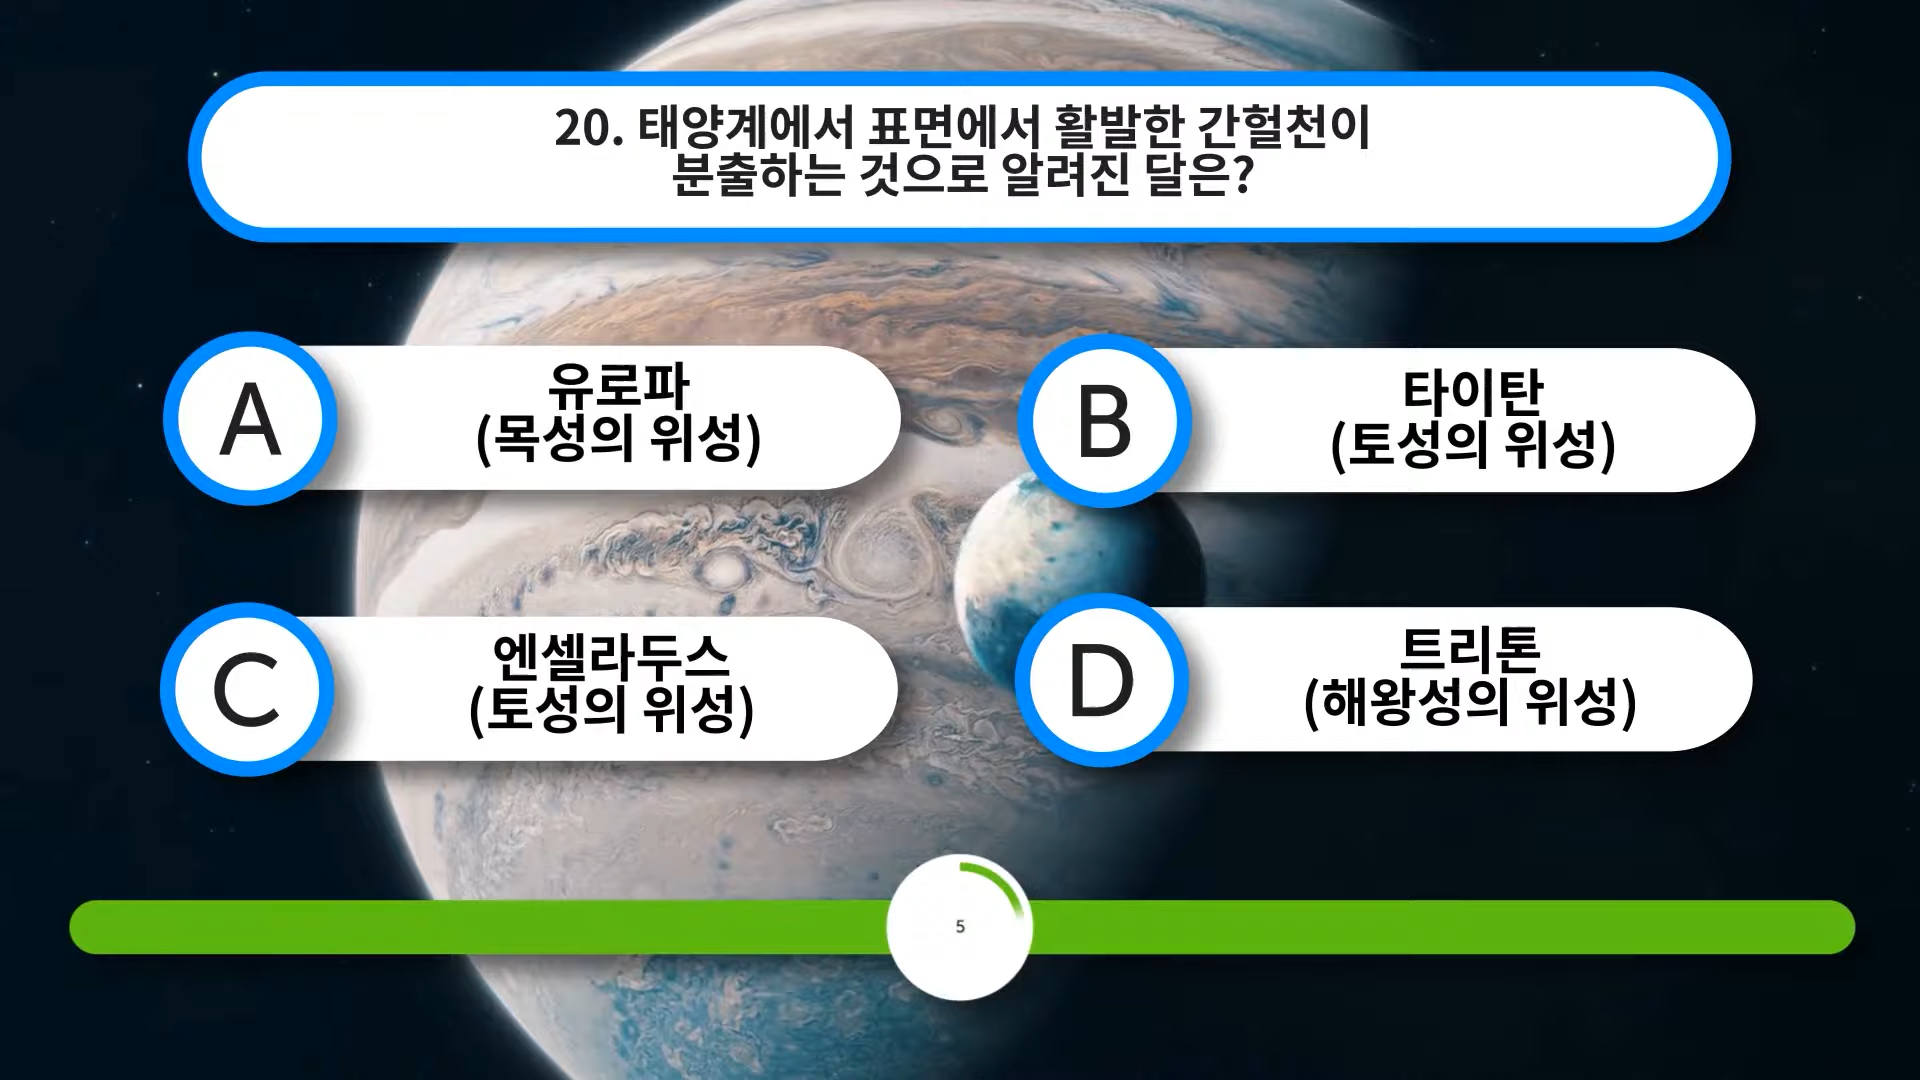 20. 태양계에서 표면에서 활발한 간헐천이
분출하는 것으로 알려진 달은?
A
유로파
(목성의 위성)
B
타이탄
(토성의 위성)
C
엔셀라두스
(토성의 위성)
D
트리톤
(해왕성의 위성)
5